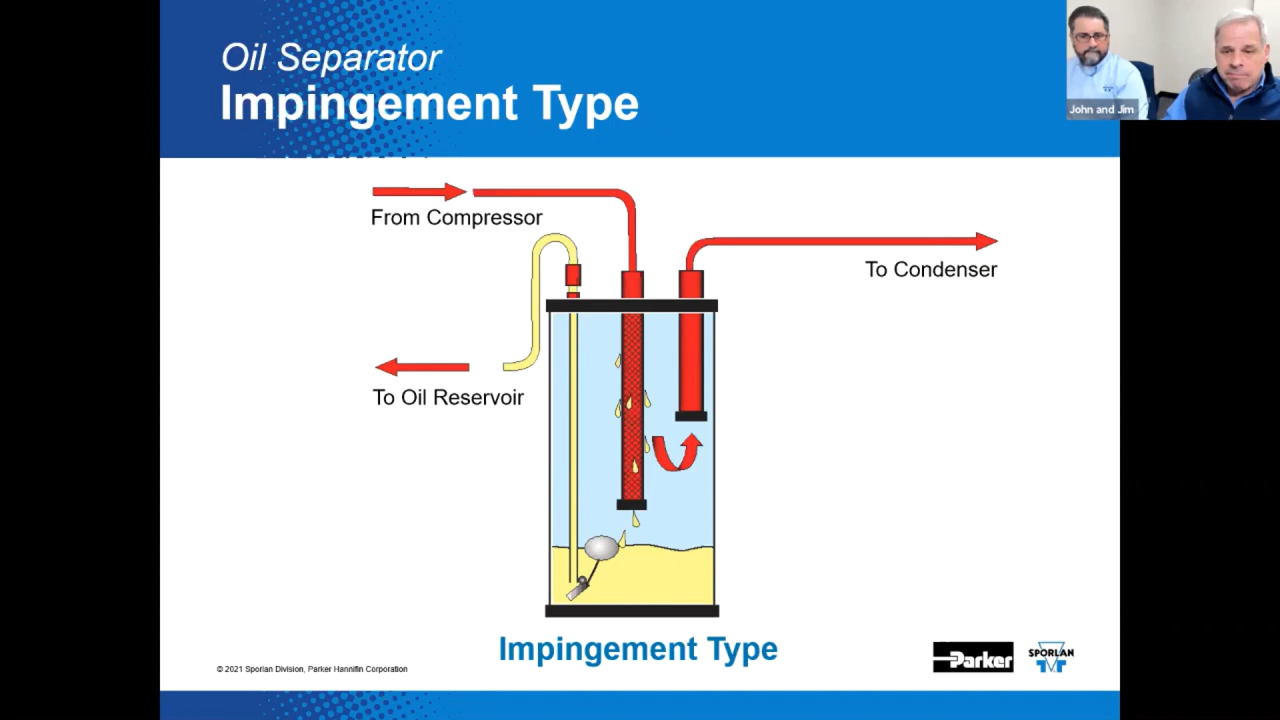 Oil Separator
Impingement Type
John and Jim
From Compressor
To Condenser
To Oil Reservoir
Impingement Type
© 2021 Sporlan Division, Parker Hannifin Corporation
Parker
SPORLAN